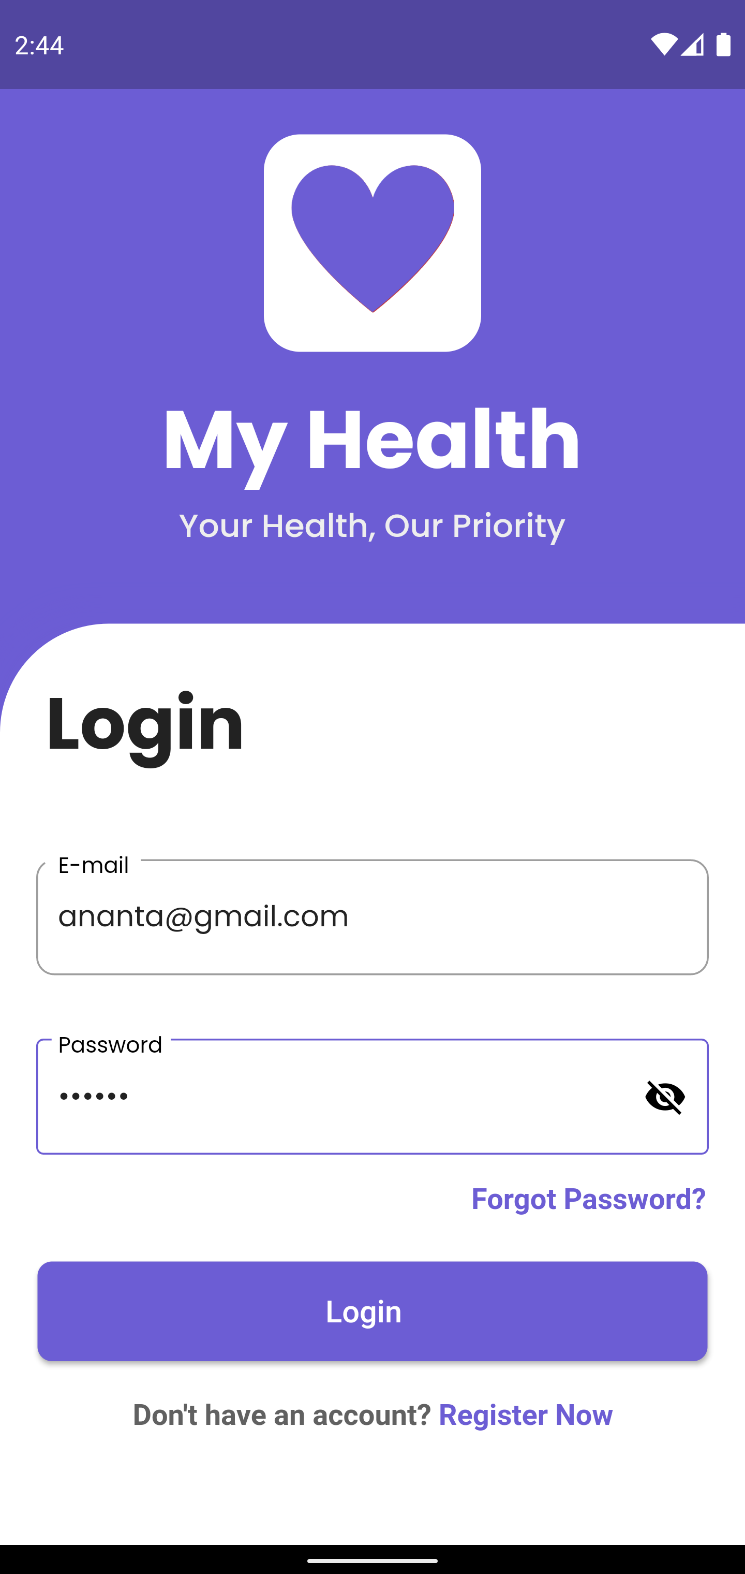 2:44
My Health
Your Health, Our Priority
Login
E-mail
ananta@gmail.com
Password
••••••
Forgot Password?
Login
Don't have an account? Register Now